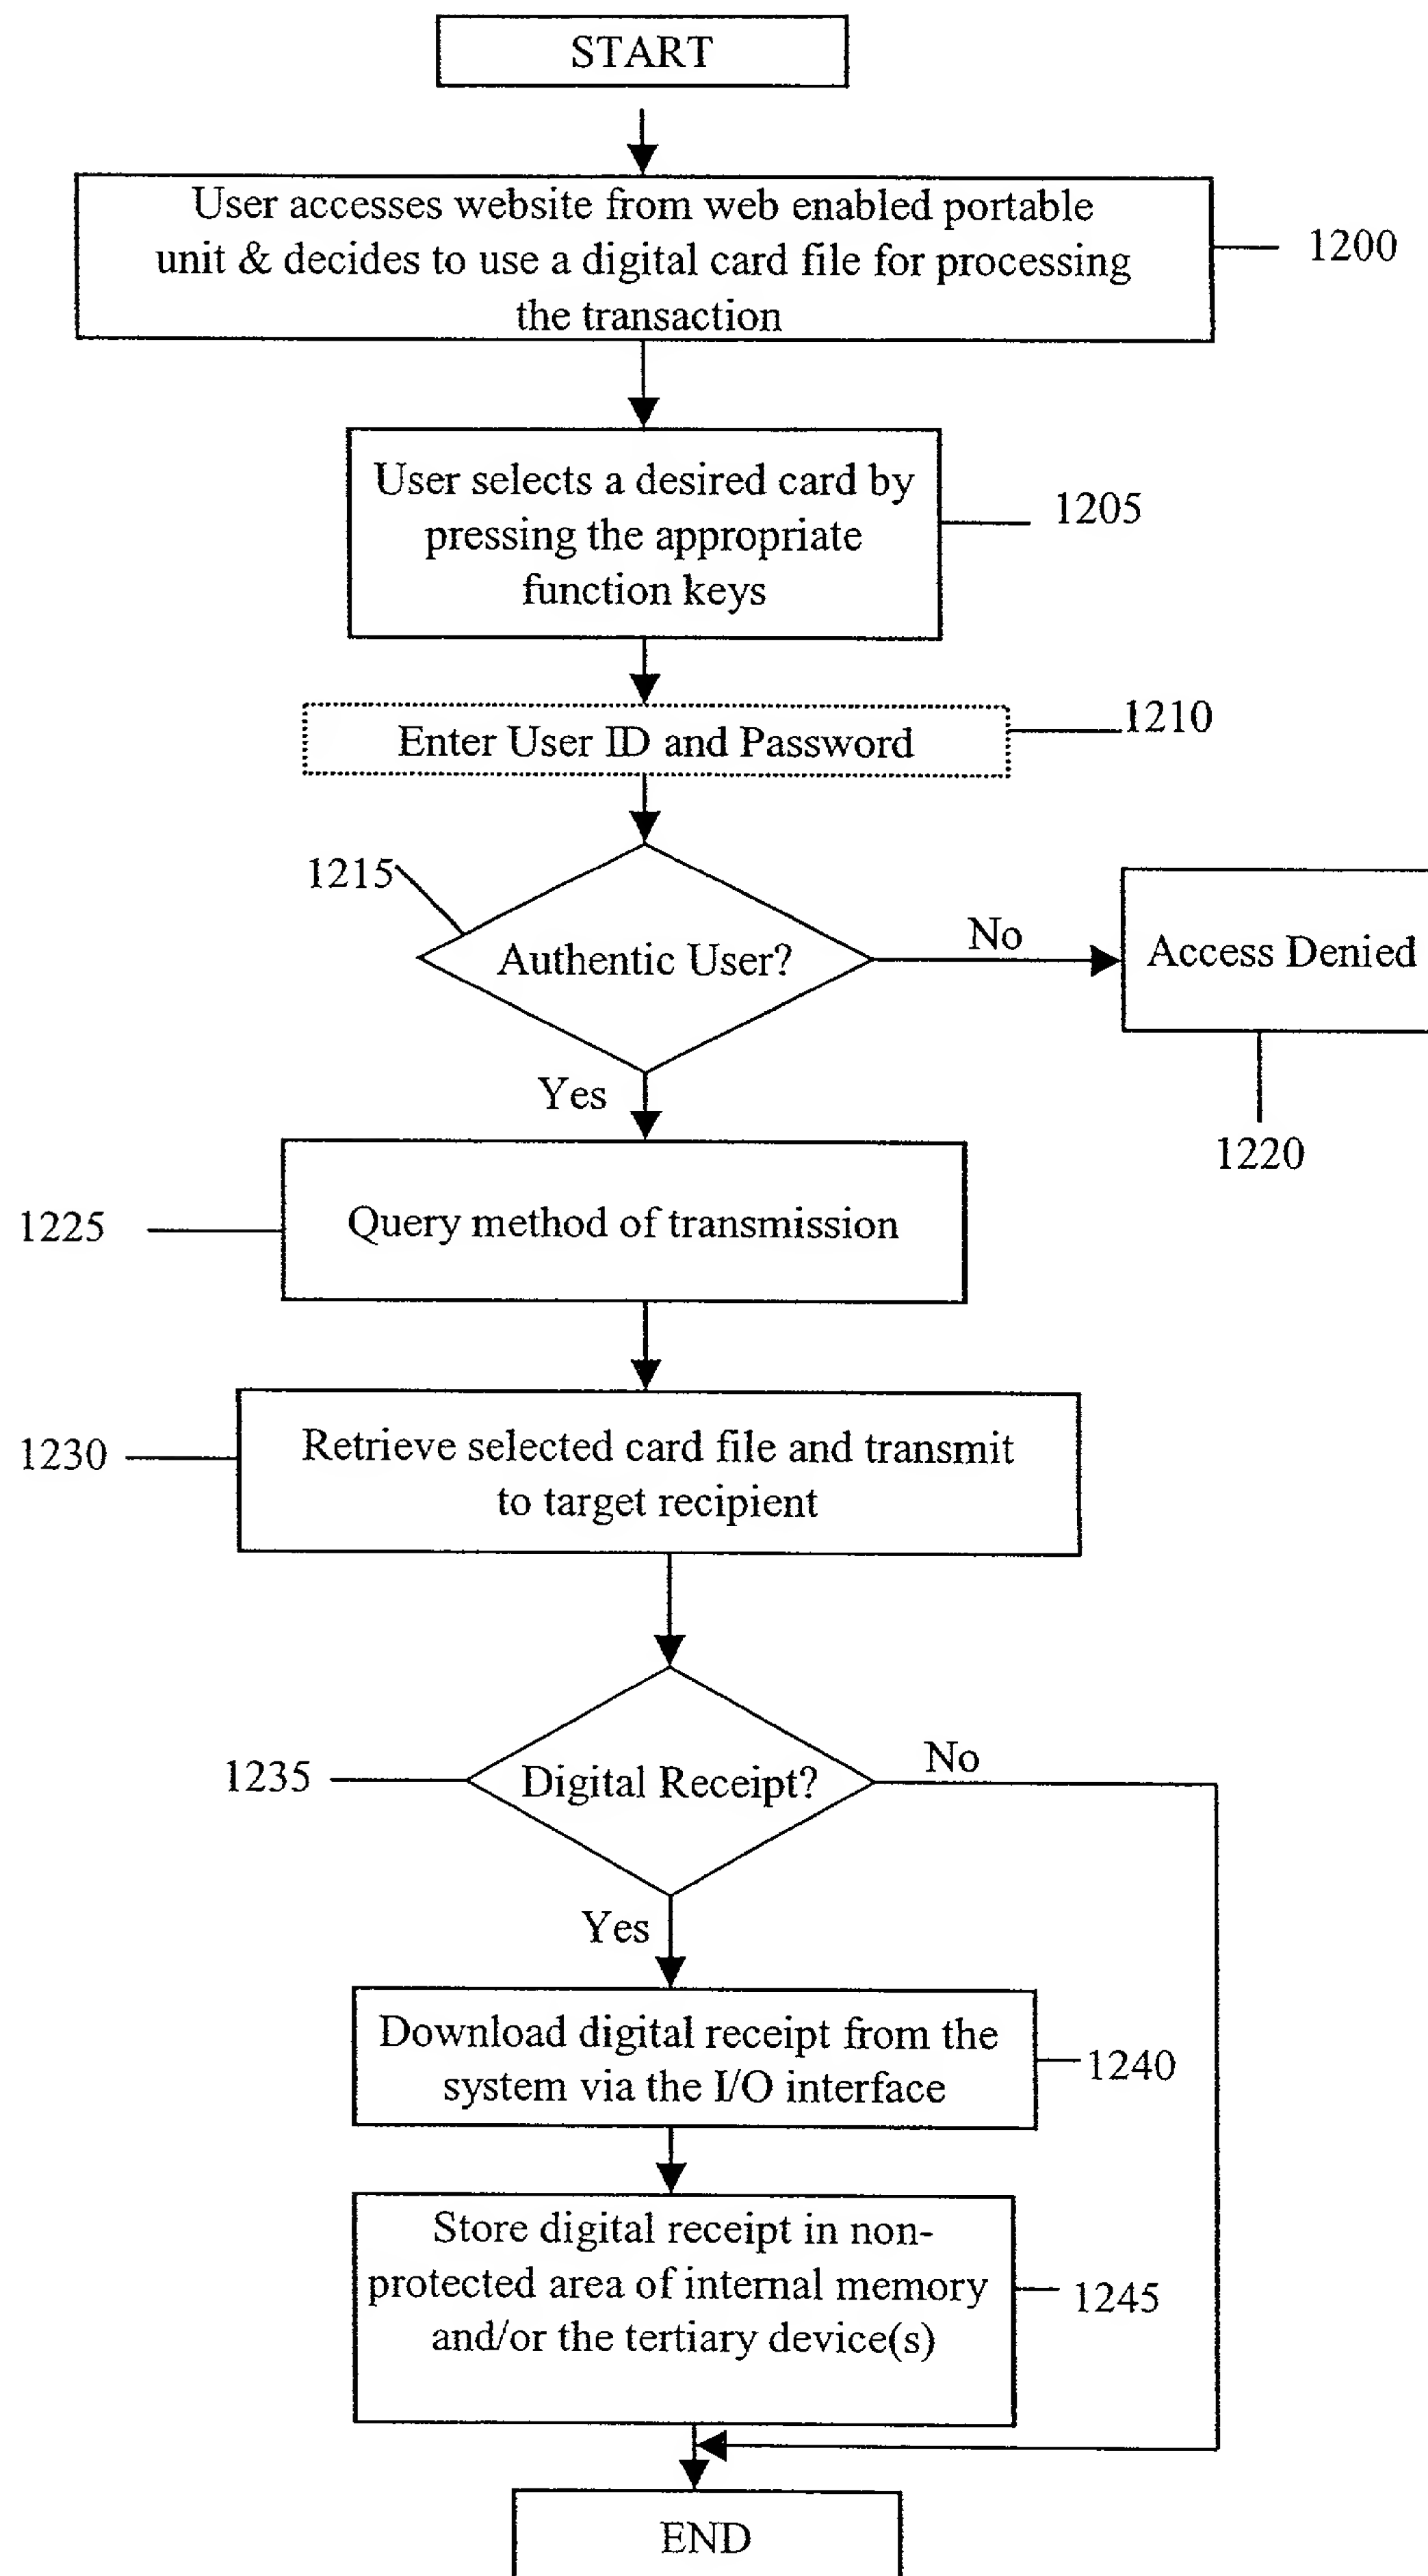 START
User accesses website from web enabled portable
unit & decides to use a digital card file for processing
the transaction
1200
User selects a desired card by
pressing the appropriate
function keys
1205
Enter User ID and Password
1210
1215
Authentic User?
No
Access Denied
1220
Yes
1225
Query method of transmission
1230
Retrieve selected card file and transmit
to target recipient
1235
Digital Receipt?
No
Yes
Download digital receipt from the
system via the I/O interface
1240
Store digital receipt in non-
protected area of internal memory
and/or the tertiary device(s)
1245
END